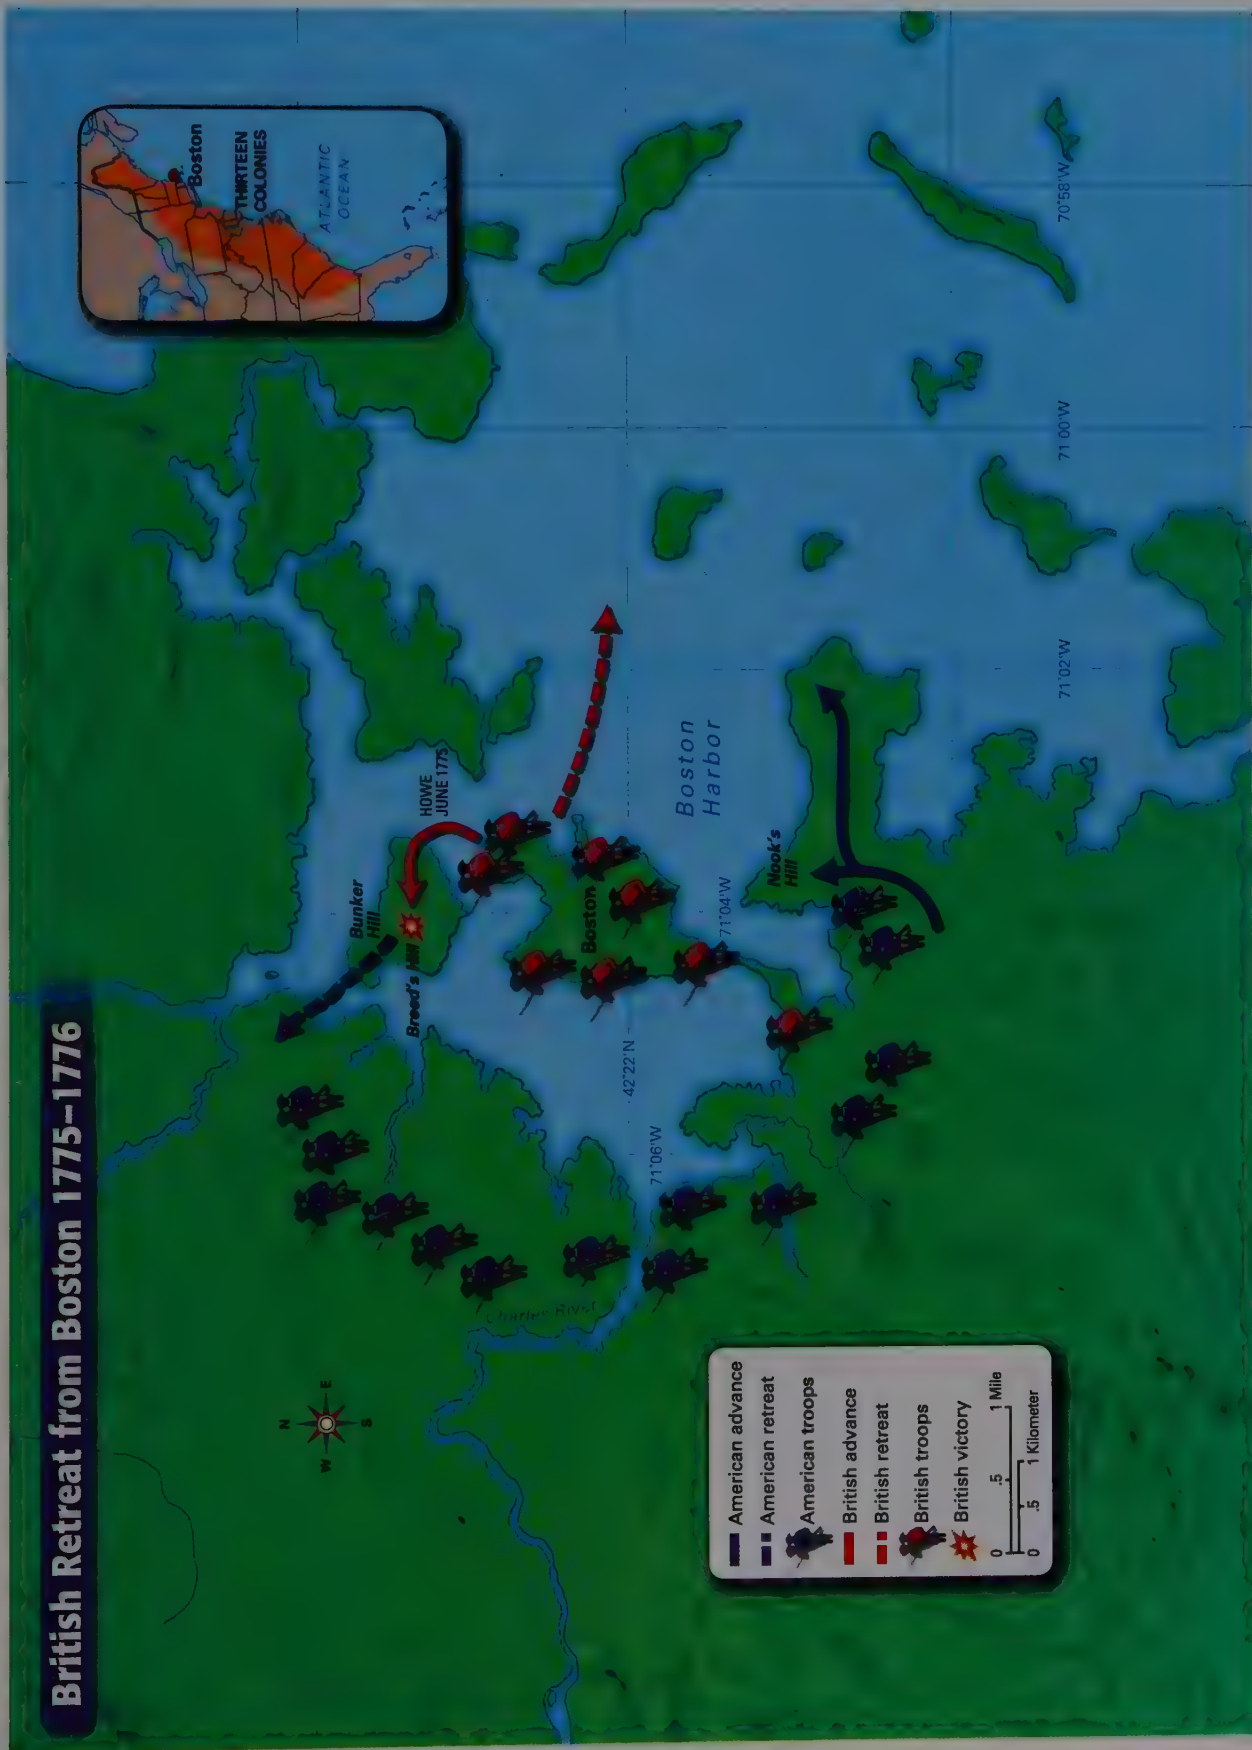 British Retreat from Boston 1775–1776
Boston
THIRTEEN
COLONIES
ATLANTIC
OCEAN
HOWE
JUNE 1775
Bunker
Hill
Breed's Hill
Boston
Boston
Harbor
Nook's
Hill
Charles River
42°22'N
71°06'W
71°04'W
71°02'W
71°00'W
70°58'W
N
W
E
S
American advance
American retreat
American troops
British advance
British retreat
British troops
British victory
0 .5 1 Mile
0 .5 1 Kilometer